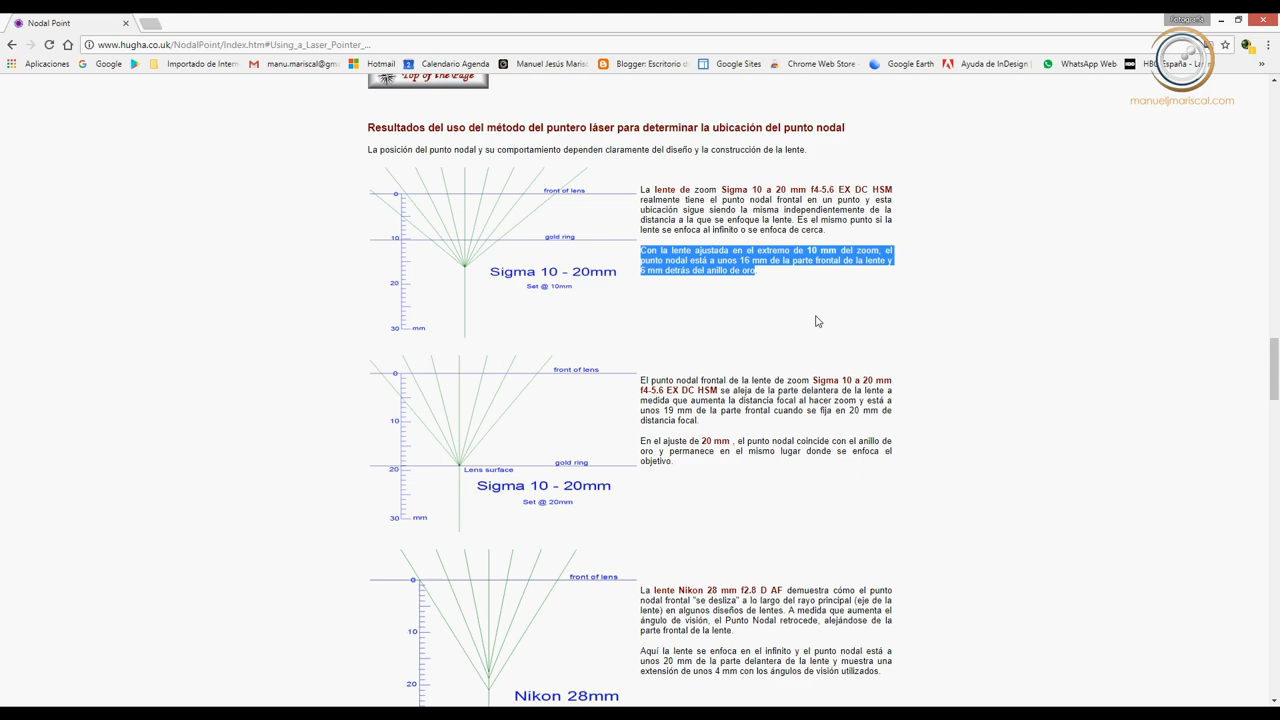 Nodal Point
Fotografit
www.hugha.co.uk/NodalPoint/Index.htm#Using_a_Laser_Pointer_...
Aplicaciones Google Importado de Intern manu.mariscal@gm Hotmail Calendario Agenda Manuel Jesús Maris Blogger: Escritorio d Google Sites Chrome Web Store Google Earth Ayuda de InDesign WhatsApp Web HBO España - La
manueljmariscal.com
Top of the Page
Resultados del uso del método del puntero láser para determinar la ubicación del punto nodal
La posición del punto nodal y su comportamiento dependen claramente del diseño y la construcción de la lente.
0
front of lens
10
gold ring
Sigma 10 - 20mm
20
Set @ 10mm
30 mm
La lente de zoom Sigma 10 a 20 mm f4-5.6 EX DC HSM
realmente tiene el punto nodal frontal en un punto y esta
ubicación sigue siendo la misma independientemente de la
distancia a la que se enfoque la lente. Es el mismo punto si la
lente se enfoca al infinito o se enfoca de cerca.
Con la lente ajustada en el extremo de 10 mm del zoom, el
punto nodal está a unos 16 mm de la parte frontal de la lente y
6 mm detrás del anillo de oro.
0
front of lens
10
gold ring
20
Lens surface
Sigma 10 - 20mm
Set @ 20mm
30 mm
El punto nodal frontal de la lente de zoom Sigma 10 a 20 mm
f4-5.6 EX DC HSM se aleja de la parte delantera de la lente a
medida que aumenta la distancia focal al hacer zoom y está a
unos 19 mm de la parte frontal cuando se fija en 20 mm de
distancia focal.
En el ajuste de 20 mm , el punto nodal coincide con el anillo de
oro y permanece en el mismo lugar donde se enfoca el
objetivo.
0
front of lens
10
20
Nikon 28mm
La lente Nikon 28 mm f2.8 D AF demuestra cómo el punto
nodal frontal "se desliza" a lo largo del rayo principal (eje de la
lente) en algunos diseños de lentes. A medida que aumenta el
ángulo de visión, el Punto Nodal retrocede, alejándose de la
parte frontal de la lente.
Aquí la lente se enfoca en el infinito y el punto nodal está a
unos 20 mm de la parte delantera de la lente y muestra una
extensión de unos 4 mm con los ángulos de visión utilizados.